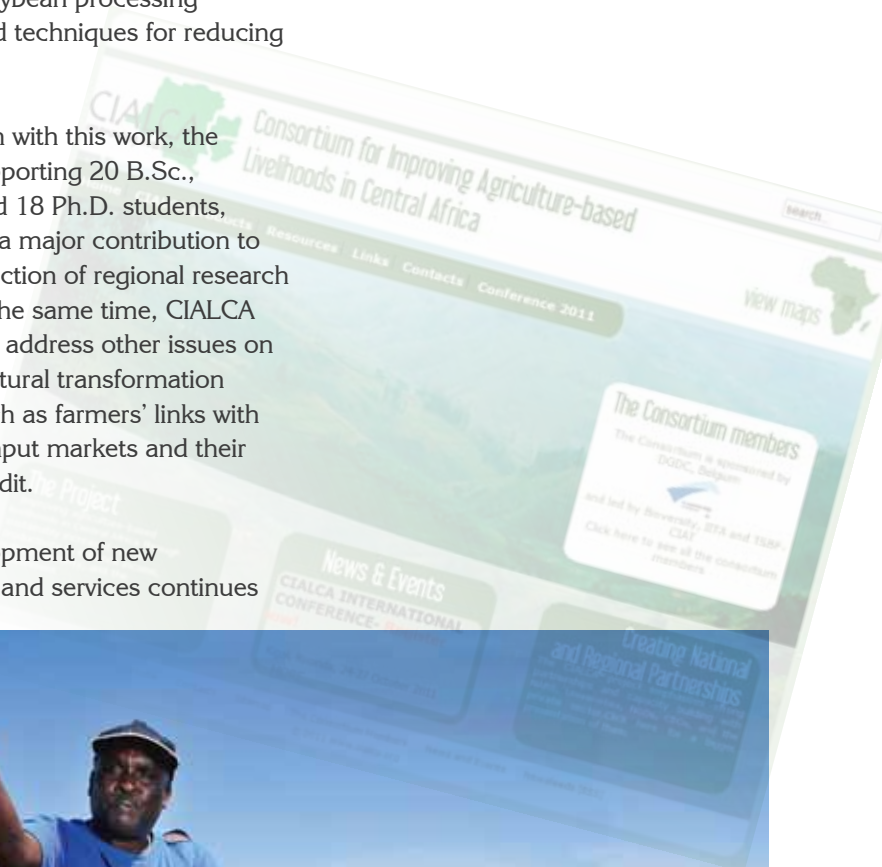 ybean processing
d techniques for reducing
n with this work, the
porting 20 B.Sc.,
d 18 Ph.D. students,
a major contribution to
ction of regional research
he same time, CIALCA
address other issues on
tural transformation
h as farmers' links with
put markets and their
dit.
opment of new
and services continues
CIALCA
Consortium for Improving Agriculture-based
Livelihoods in Central Africa
search...
Home
Resources
Links
Contacts
Conference 2011
view maps
The Consortium members
The Consortium is sponsored by
DGDC, Belgium
and led by Bioversity, IITA and TSBF-
CIAT
Click here to see all the consortium
members
The Project
News & Events
CIALCA INTERNATIONAL
CONFERENCE-
Creating National
and Regional Partnerships